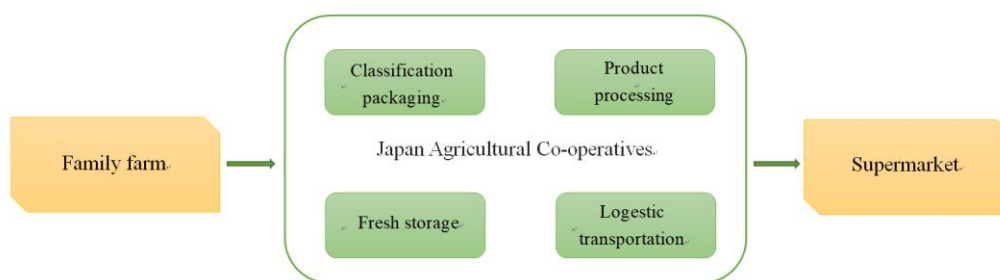 Classification
packaging
Product
processing
Family farm
Japan Agricultural Co-operatives
Supermarket
Fresh storage
Logestic
transportation